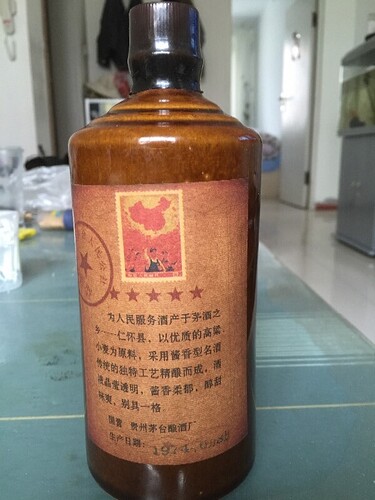 为人民服务酒产于茅酒之
乡——仁怀县，以优质的高粱、
小麦为原料，采用酱香型名酒
传统的独特工艺精酿而成，酒
液晶莹透明，酱香柔郁，醇甜
爽，别具一格。
贵州茅台酿酒厂
生产日期：